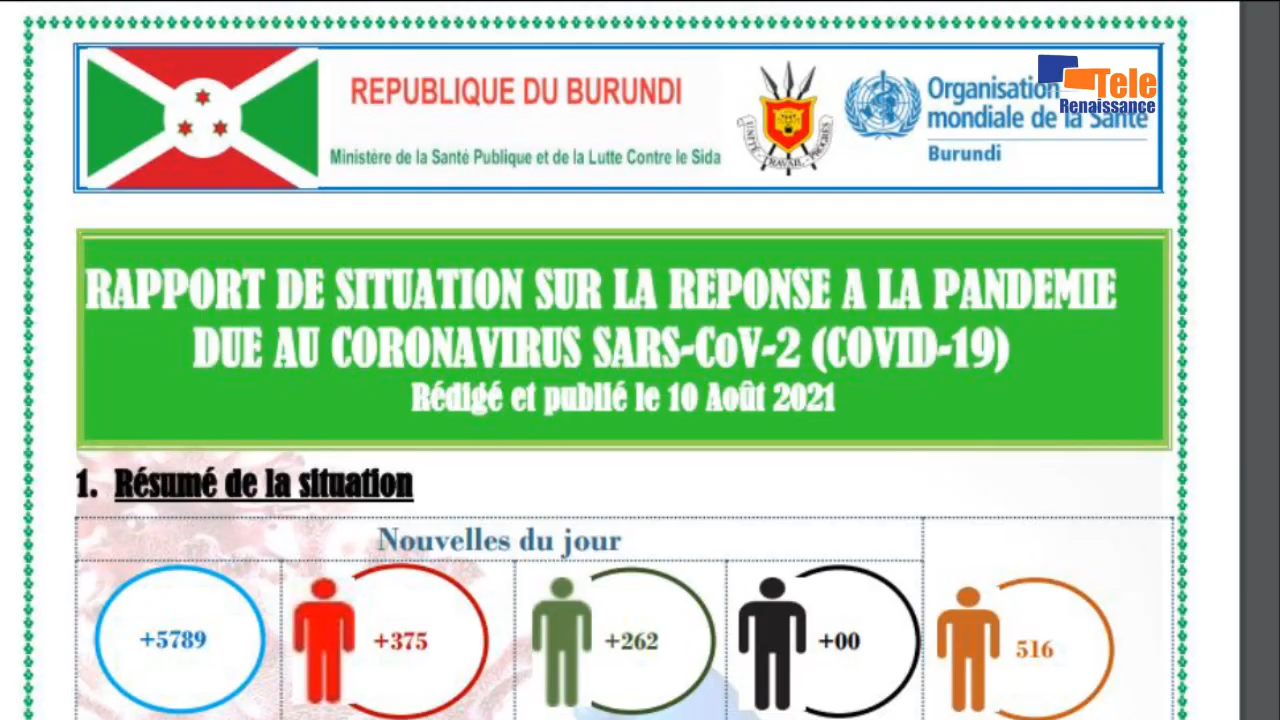 REPUBLIQUE DU BURUNDI
Ministère de la Santé Publique et de la Lutte Contre le Sida
UNITE TRAVAIL PROGRES
Organisation
mondiale de la Santé
Burundi
Tele
Renaissance
RAPPORT DE SITUATION SUR LA REPONSE A LA PANDEMIE
DUE AU CORONAVIRUS SARS-CoV-2 (COVID-19)
Rédigé et publié le 10 Août 2021
1. Résumé de la situation
Nouvelles du jour
+5789
+375
+262
+00
516